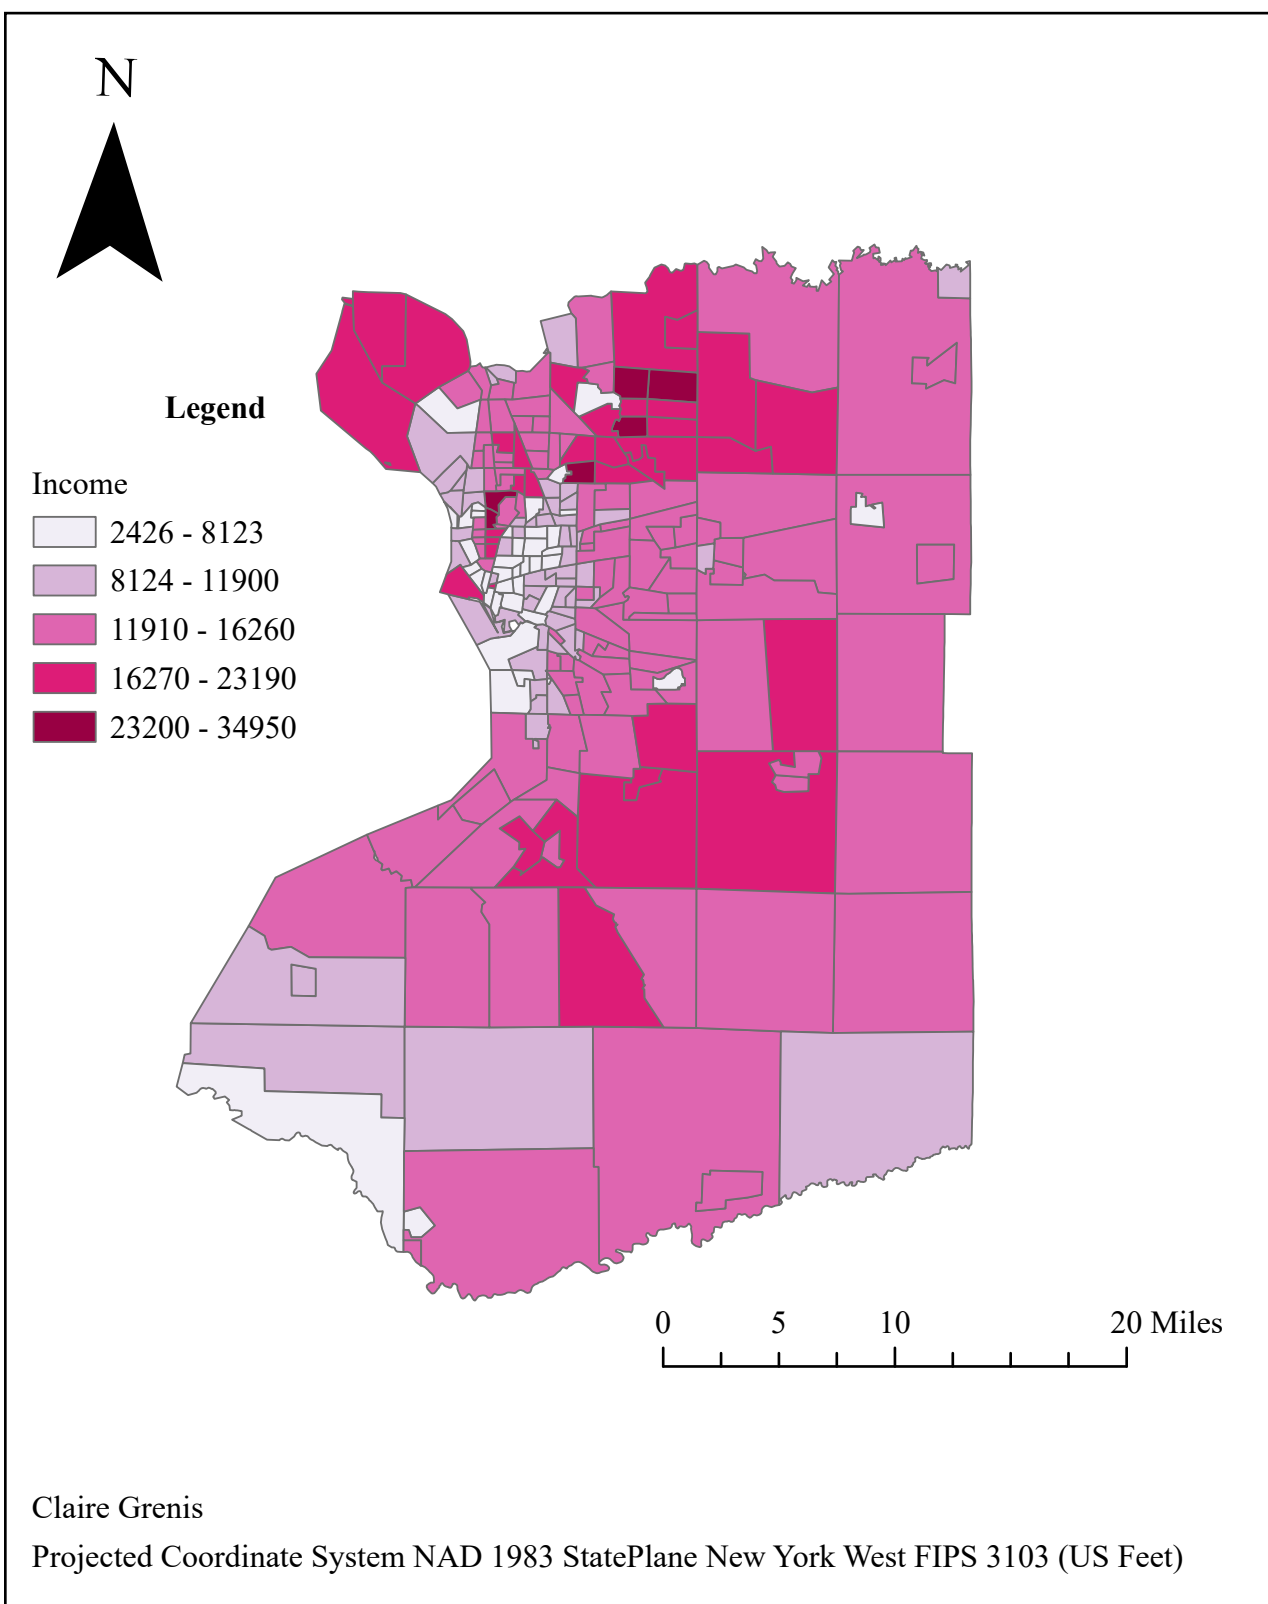 N
Legend
Income
2426 - 8123
8124 - 11900
11910 - 16260
16270 - 23190
23200 - 34950
0 5 10 20 Miles
Claire Grenis
Projected Coordinate System NAD 1983 StatePlane New York West FIPS 3103 (US Feet)